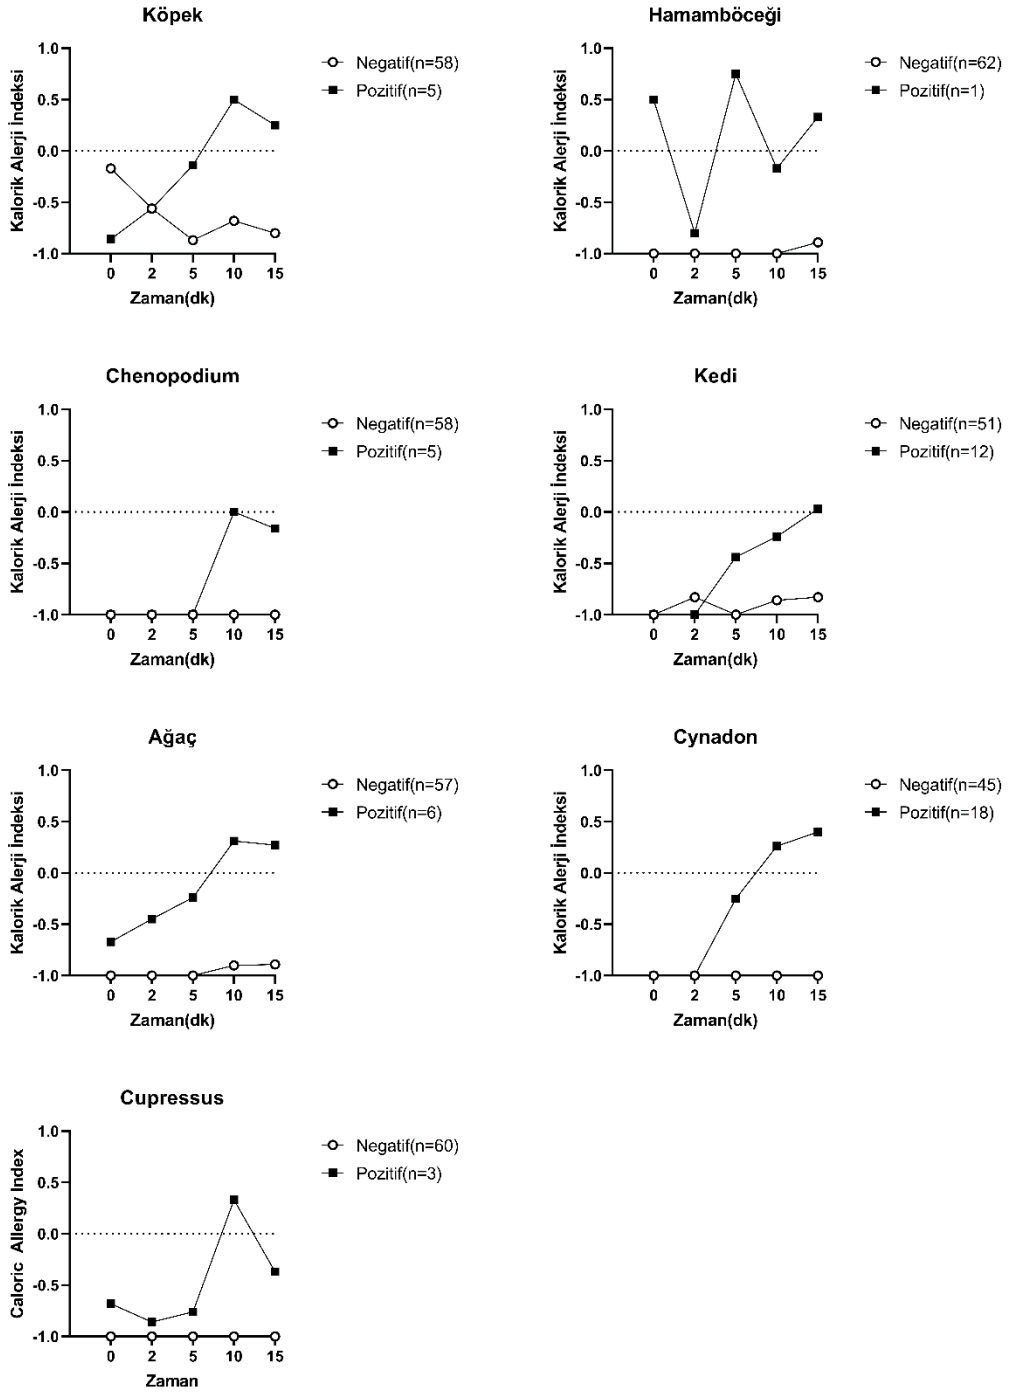 Köpek
1.0
0.5
0.0
-0.5
-1.0
Kalorik Alerji İndeksi
0 2 5 10 15
Zaman(dk)
Negatif(n=58)
Pozitif(n=5)
Hamamböceği
1.0
0.5
0.0
-0.5
-1.0
Kalorik Alerji İndeksi
0 2 5 10 15
Zaman(dk)
Negatif(n=62)
Pozitif(n=1)
Chenopodium
1.0
0.5
0.0
-0.5
-1.0
Kalorik Alerji İndeksi
0 2 5 10 15
Zaman(dk)
Negatif(n=58)
Pozitif(n=5)
Kedi
1.0
0.5
0.0
-0.5
-1.0
Kalorik Alerji İndeksi
0 2 5 10 15
Zaman(dk)
Negatif(n=51)
Pozitif(n=12)
Ağaç
1.0
0.5
0.0
-0.5
-1.0
Kalorik Alerji İndeksi
0 2 5 10 15
Zaman(dk)
Negatif(n=57)
Pozitif(n=6)
Cynadon
1.0
0.5
0.0
-0.5
-1.0
Kalorik Alerji İndeksi
0 2 5 10 15
Zaman(dk)
Negatif(n=45)
Pozitif(n=18)
Cupressus
1.0
0.5
0.0
-0.5
-1.0
Caloric Allergy Index
0 2 5 10 15
Zaman
Negatif(n=60)
Pozitif(n=3)